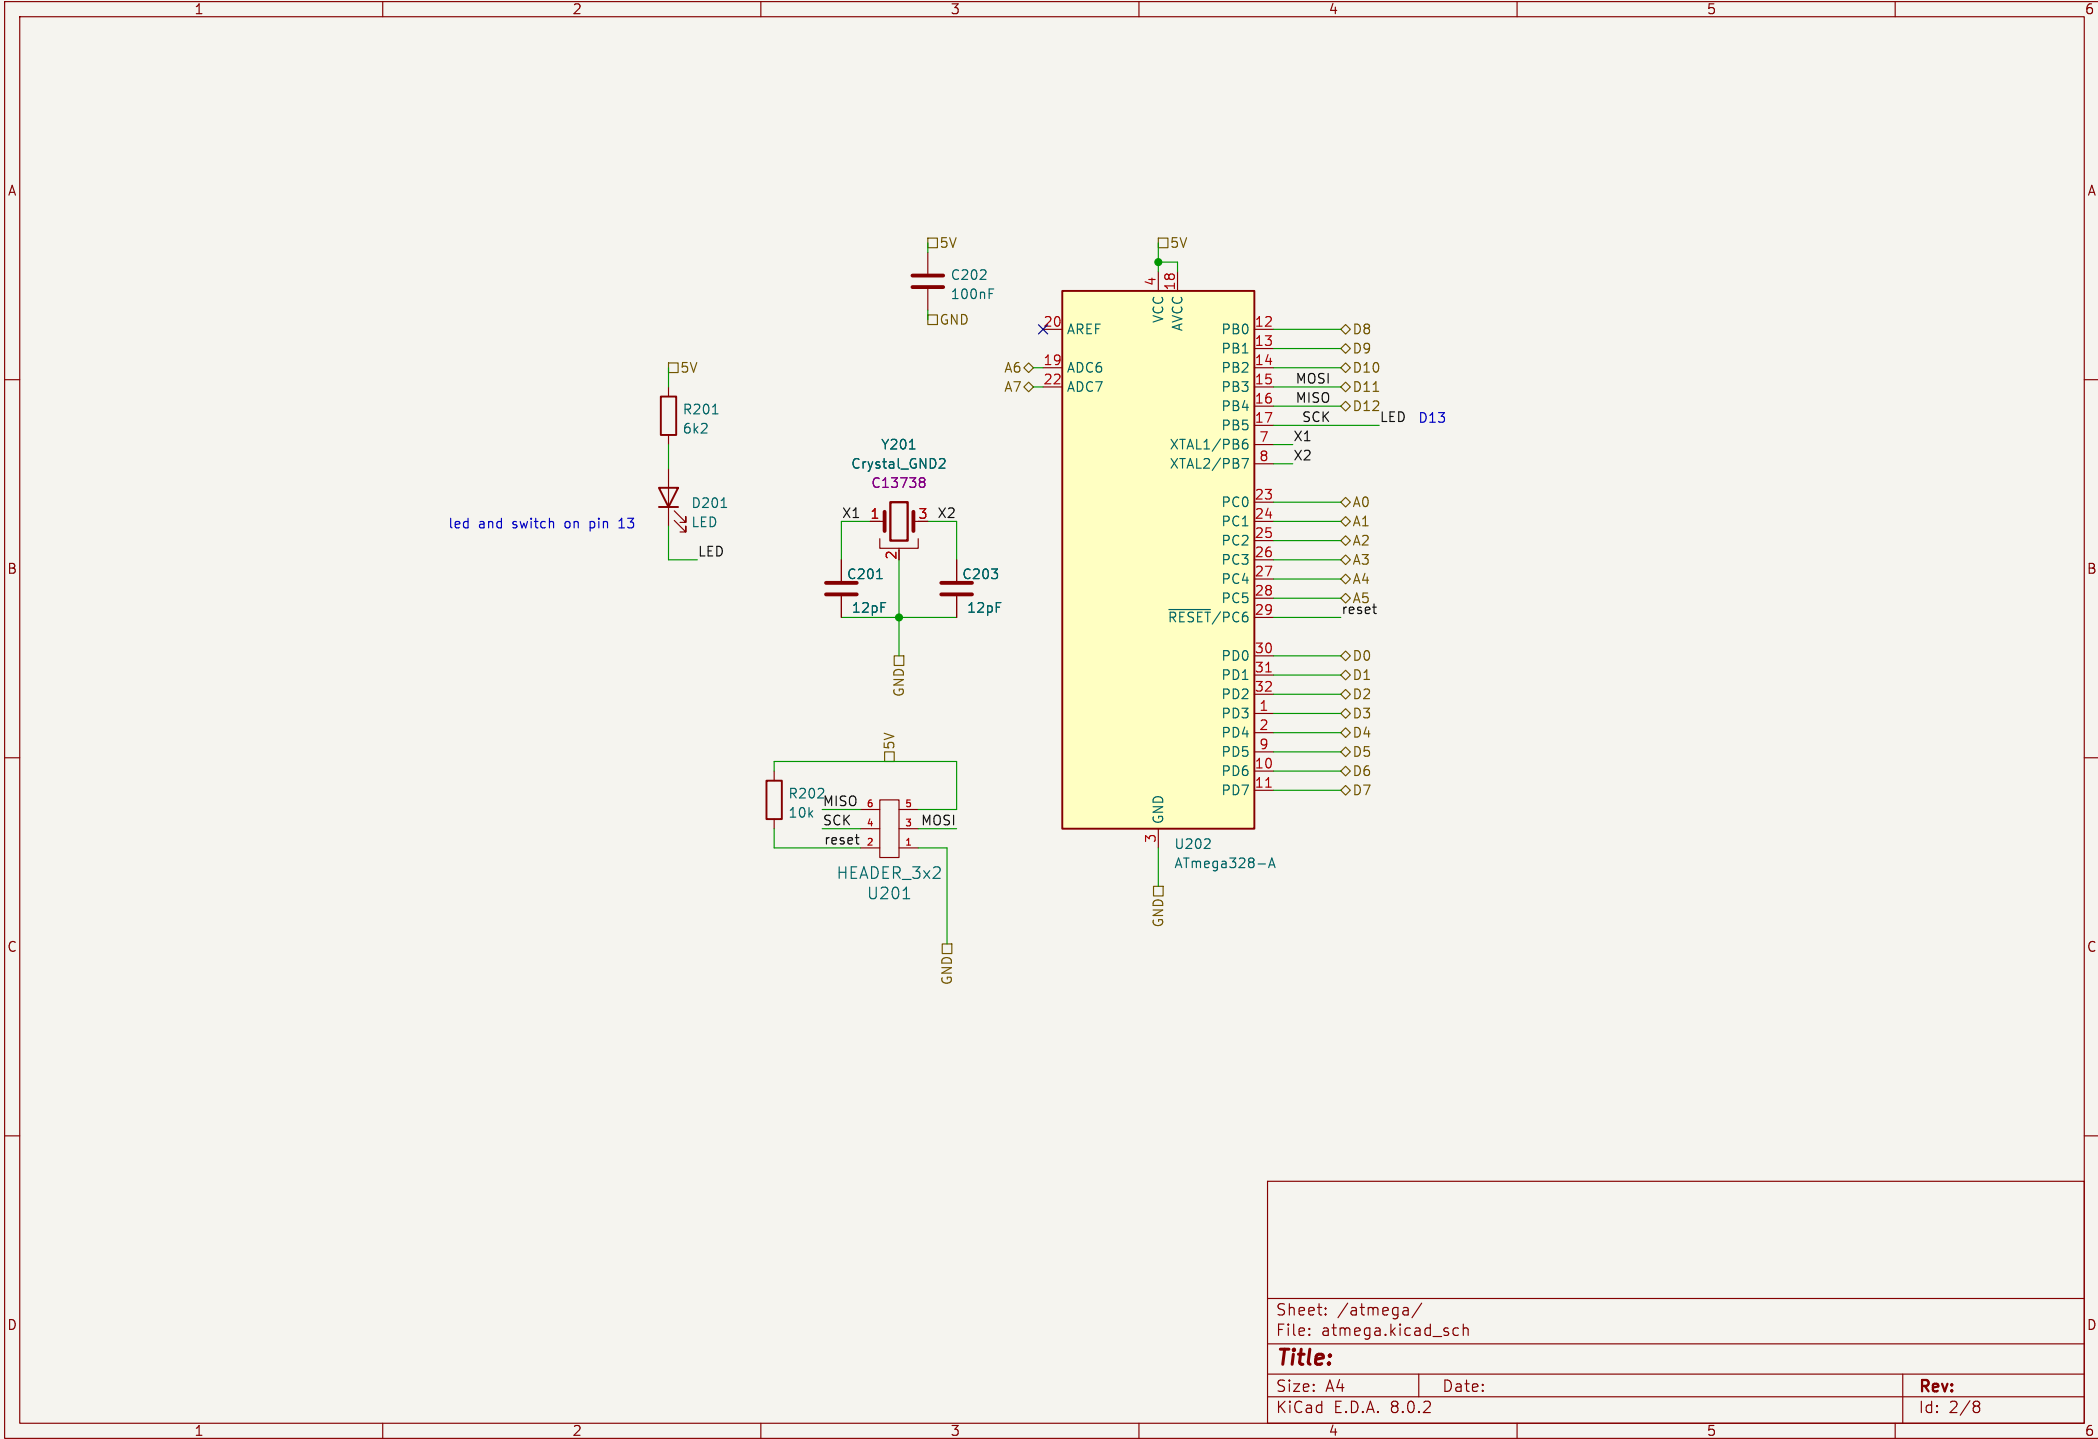 1 2 3 4 5 6
A A
5V
5V
C202
100nF
GND
4
18
VCC
AVCC
20 AREF
A6 19 ADC6
A7 22 ADC7
PB0 12 D8
PB1 13 D9
PB2 14 D10
PB3 15 MOSI D11
PB4 16 MISO D12
PB5 17 SCK LED D13
XTAL1/PB6 7 X1
XTAL2/PB7 8 X2
PC0 23 A0
PC1 24 A1
PC2 25 A2
PC3 26 A3
PC4 27 A4
PC5 28 A5
RESET/PC6 29 reset
PD0 30 D0
PD1 31 D1
PD2 32 D2
PD3 1 D3
PD4 2 D4
PD5 9 D5
PD6 10 D6
PD7 11 D7
GND
3
U202
ATmega328-A
GND
5V
R201
6k2
D201
LED
led and switch on pin 13
LED
Y201
Crystal_GND2
C13738
X1 1 3 X2
2
C201
12pF
C203
12pF
GND
B B
5V
R202
10k
MISO 6 5
SCK 4 3 MOSI
reset 2 1
HEADER_3x2
U201
GND
C C
D D
Sheet: /atmega/
File: atmega.kicad_sch
Title:
Size: A4 Date: Rev:
KiCad E.D.A. 8.0.2 Id: 2/8
1 2 3 4 5 6